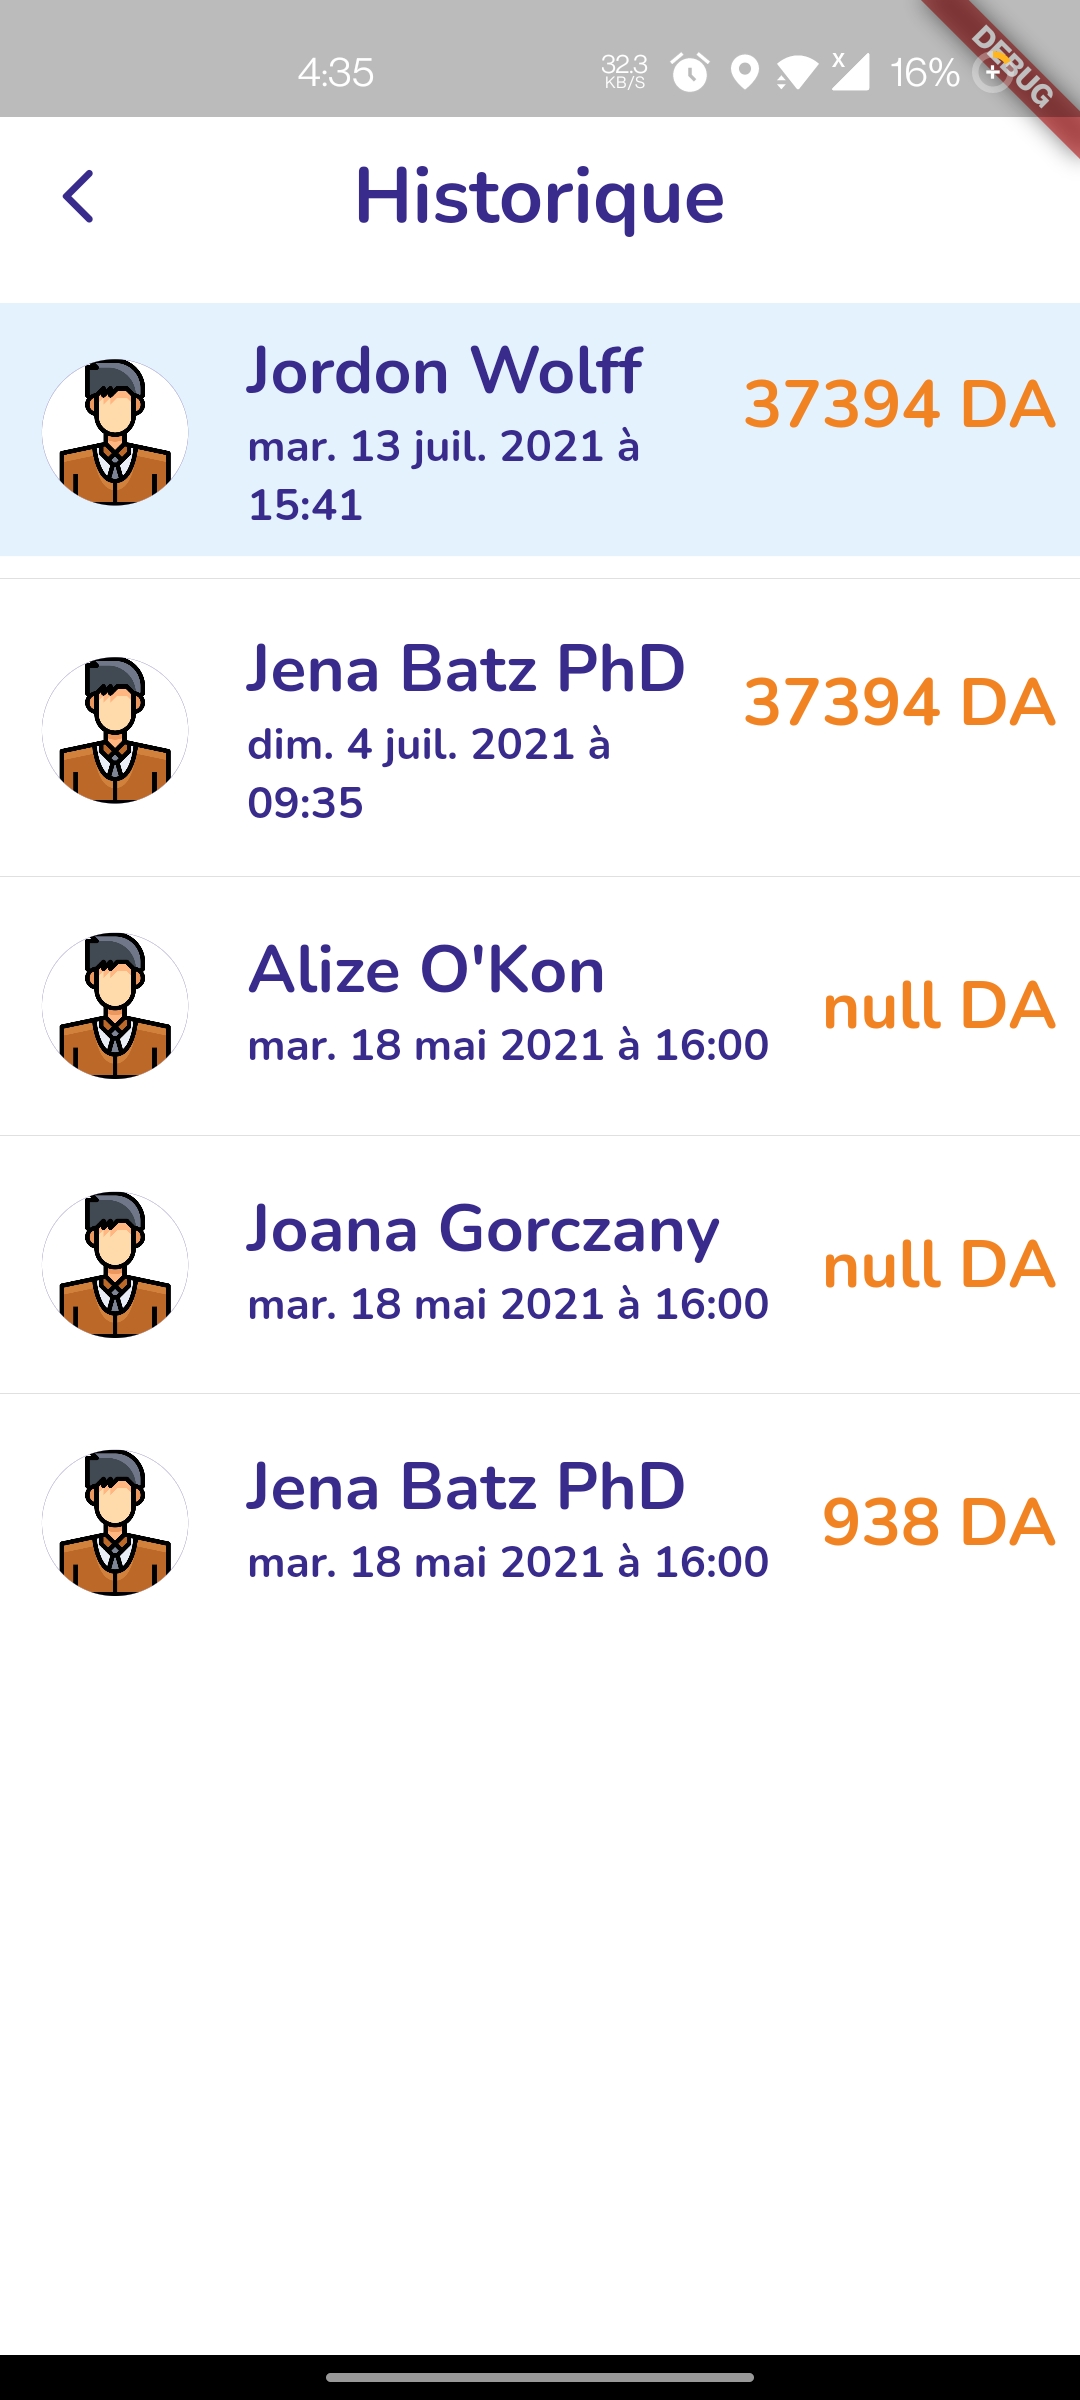 4:35 32.3 KB/S X 16% DEBUG
Historique
Jordon Wolff
37394 DA
mar. 13 juil. 2021 à
15:41
Jena Batz PhD
37394 DA
dim. 4 juil. 2021 à
09:35
Alize O'Kon
null DA
mar. 18 mai 2021 à 16:00
Joana Gorczany
null DA
mar. 18 mai 2021 à 16:00
Jena Batz PhD
938 DA
mar. 18 mai 2021 à 16:00